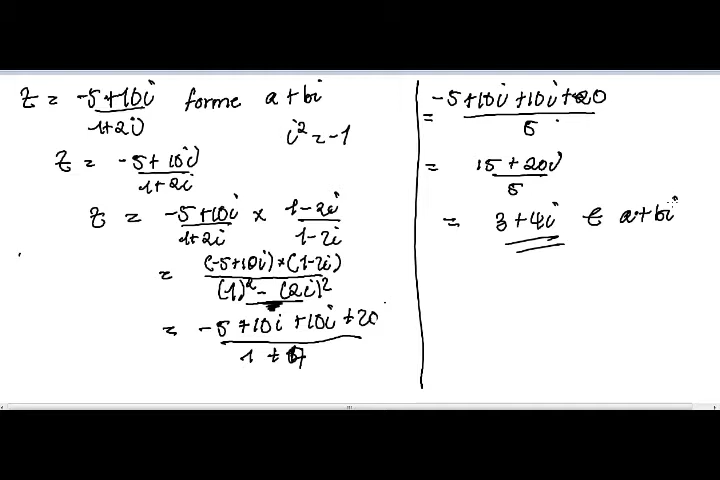 z = -5+10i / 1+2i forme a+bi
i² = -1
z = -5+10i / 1+2i
z = -5+10i / 1+2i × 1-2i / 1-2i
= (-5+10i)×(1-2i) / (1)² - (2i)²
= -5+10i+10i+20 / 1+4
= -5+10i+10i+20 / 5
= 15+20i / 5
= 3+4i ∈ a+bi